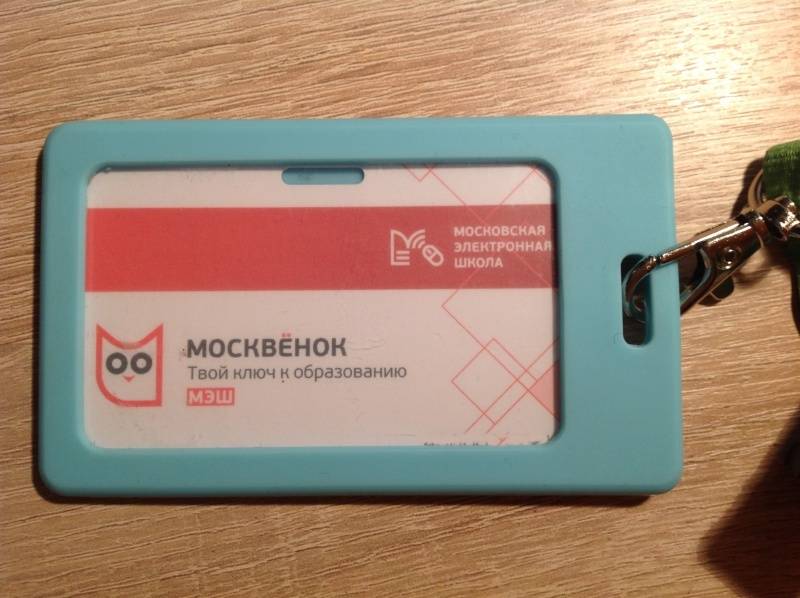 МОСКОВСКАЯ
ЭЛЕКТРОННАЯ
ШКОЛА
МОСКВЁНОК
Твой ключ к образованию
МЭШ